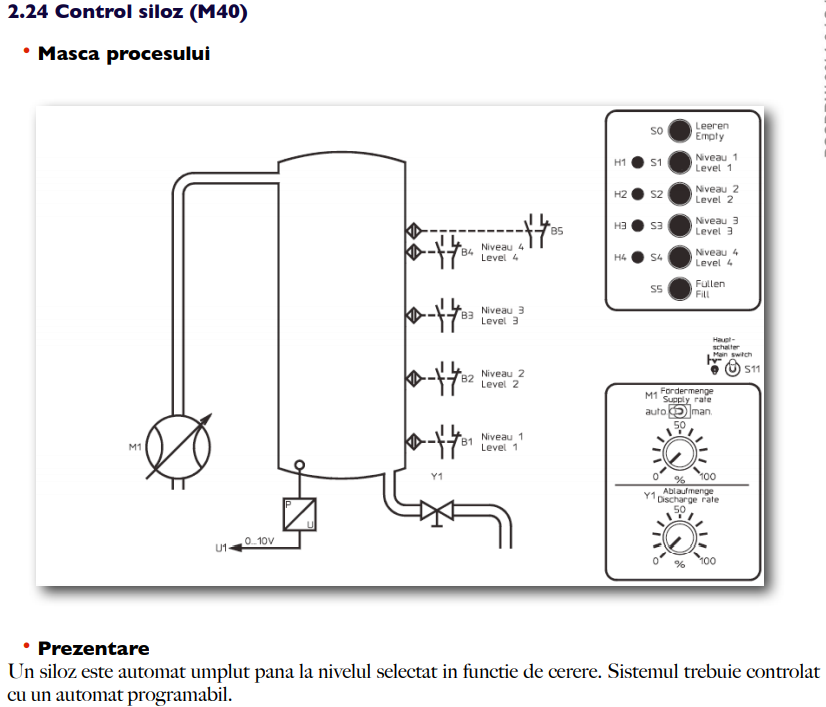 2.24 Control siloz (M40)
• Masca procesului
S0 Leeren
Empty
H1 S1 Niveau 1
Level 1
H2 S2 Niveau 2
Level 2
H3 S3 Niveau 3
Level 3
H4 S4 Niveau 4
Level 4
S5 Fullen
Fill
B5
B4 Niveau 4
Level 4
B3 Niveau 3
Level 3
B2 Niveau 2
Level 2
B1 Niveau 1
Level 1
Haupt-
schalter
Main switch
S11
M1 Fördermenge
Supply rate
auto man.
50
0 % 100
Y1 Ablaufmenge
Discharge rate
50
0 % 100
M1
Y1
P
U
U1 0...10V
• Prezentare
Un siloz este automat umplut pana la nivelul selectat in functie de cerere. Sistemul trebuie controlat
cu un automat programabil.